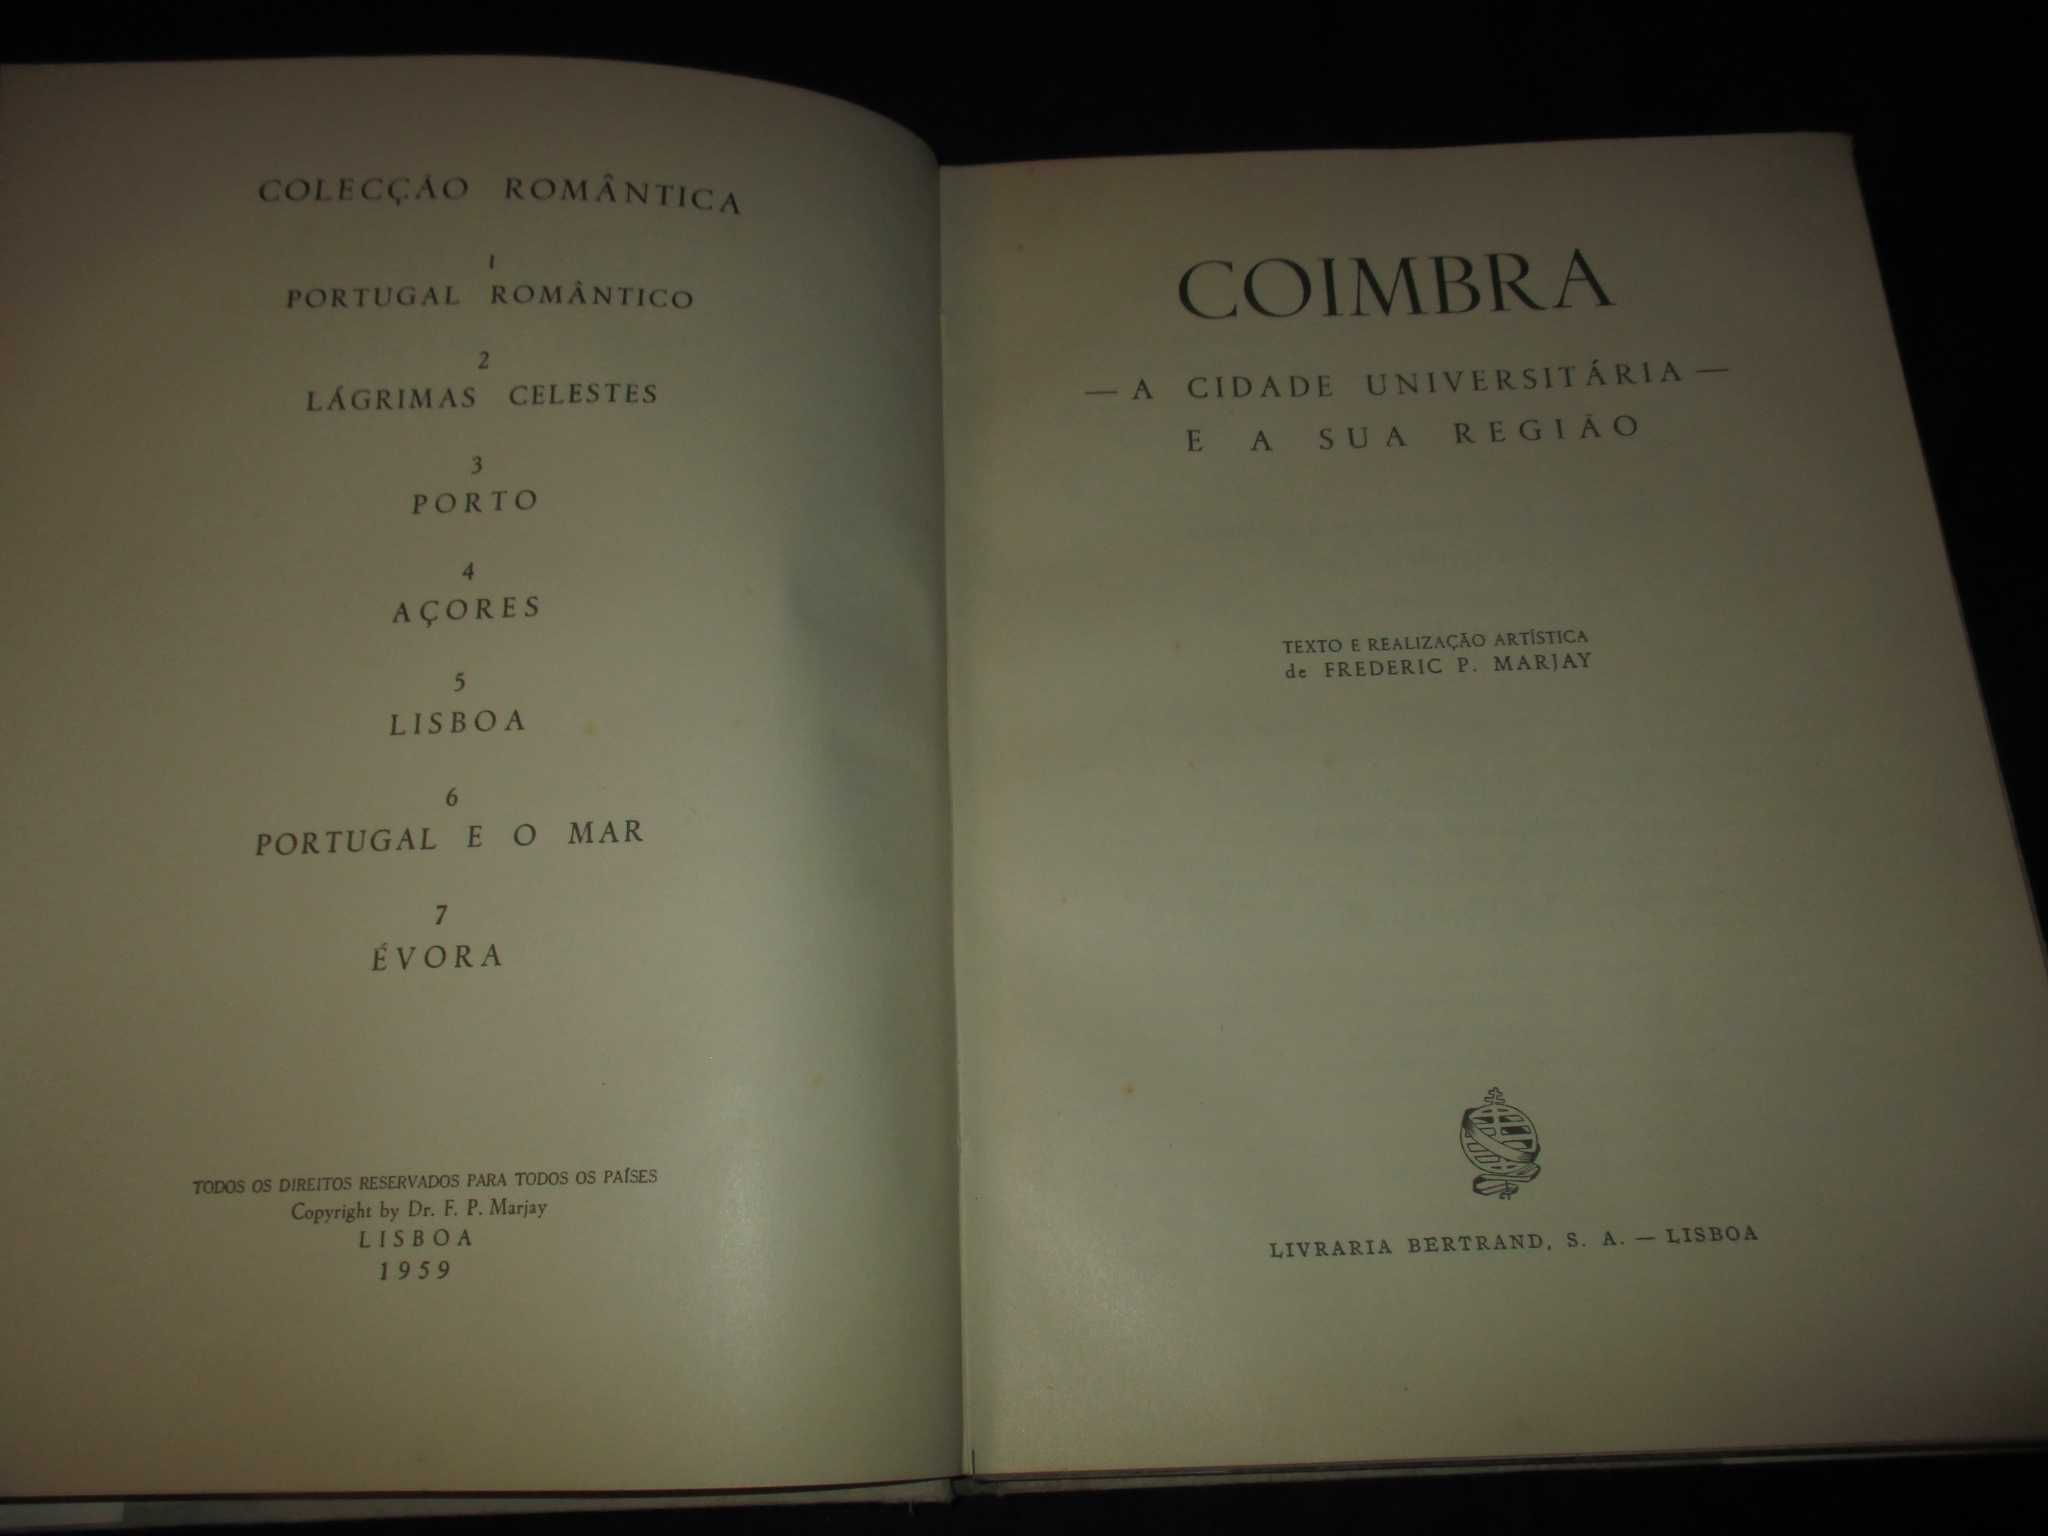 COLECÇÃO ROMÂNTICA
1
PORTUGAL ROMÂNTICO
2
LÁGRIMAS CELESTES
3
PORTO
4
AÇORES
5
LISBOA
6
PORTUGAL E O MAR
7
ÉVORA
TODOS OS DIREITOS RESERVADOS PARA TODOS OS PAÍSES
Copyright by Dr. F. P. Marjay
LISBOA
1959
COIMBRA
— A CIDADE UNIVERSITÁRIA —
E A SUA REGIÃO
TEXTO E REALIZAÇÃO ARTÍSTICA
de FREDERIC P. MARJAY
LIVRARIA BERTRAND, S. A. — LISBOA